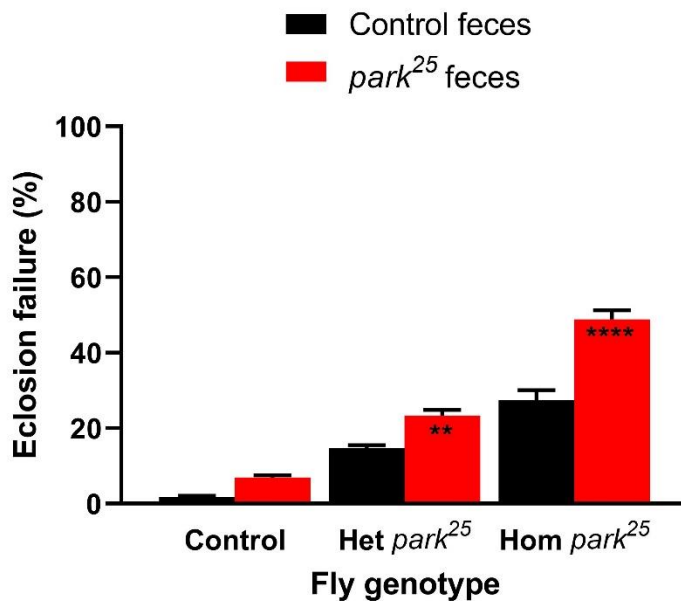 Control feces
park²⁵ feces
Eclosion failure (%)
100
80
60
40
20
0
**
****
Control Het park²⁵ Hom park²⁵
Fly genotype